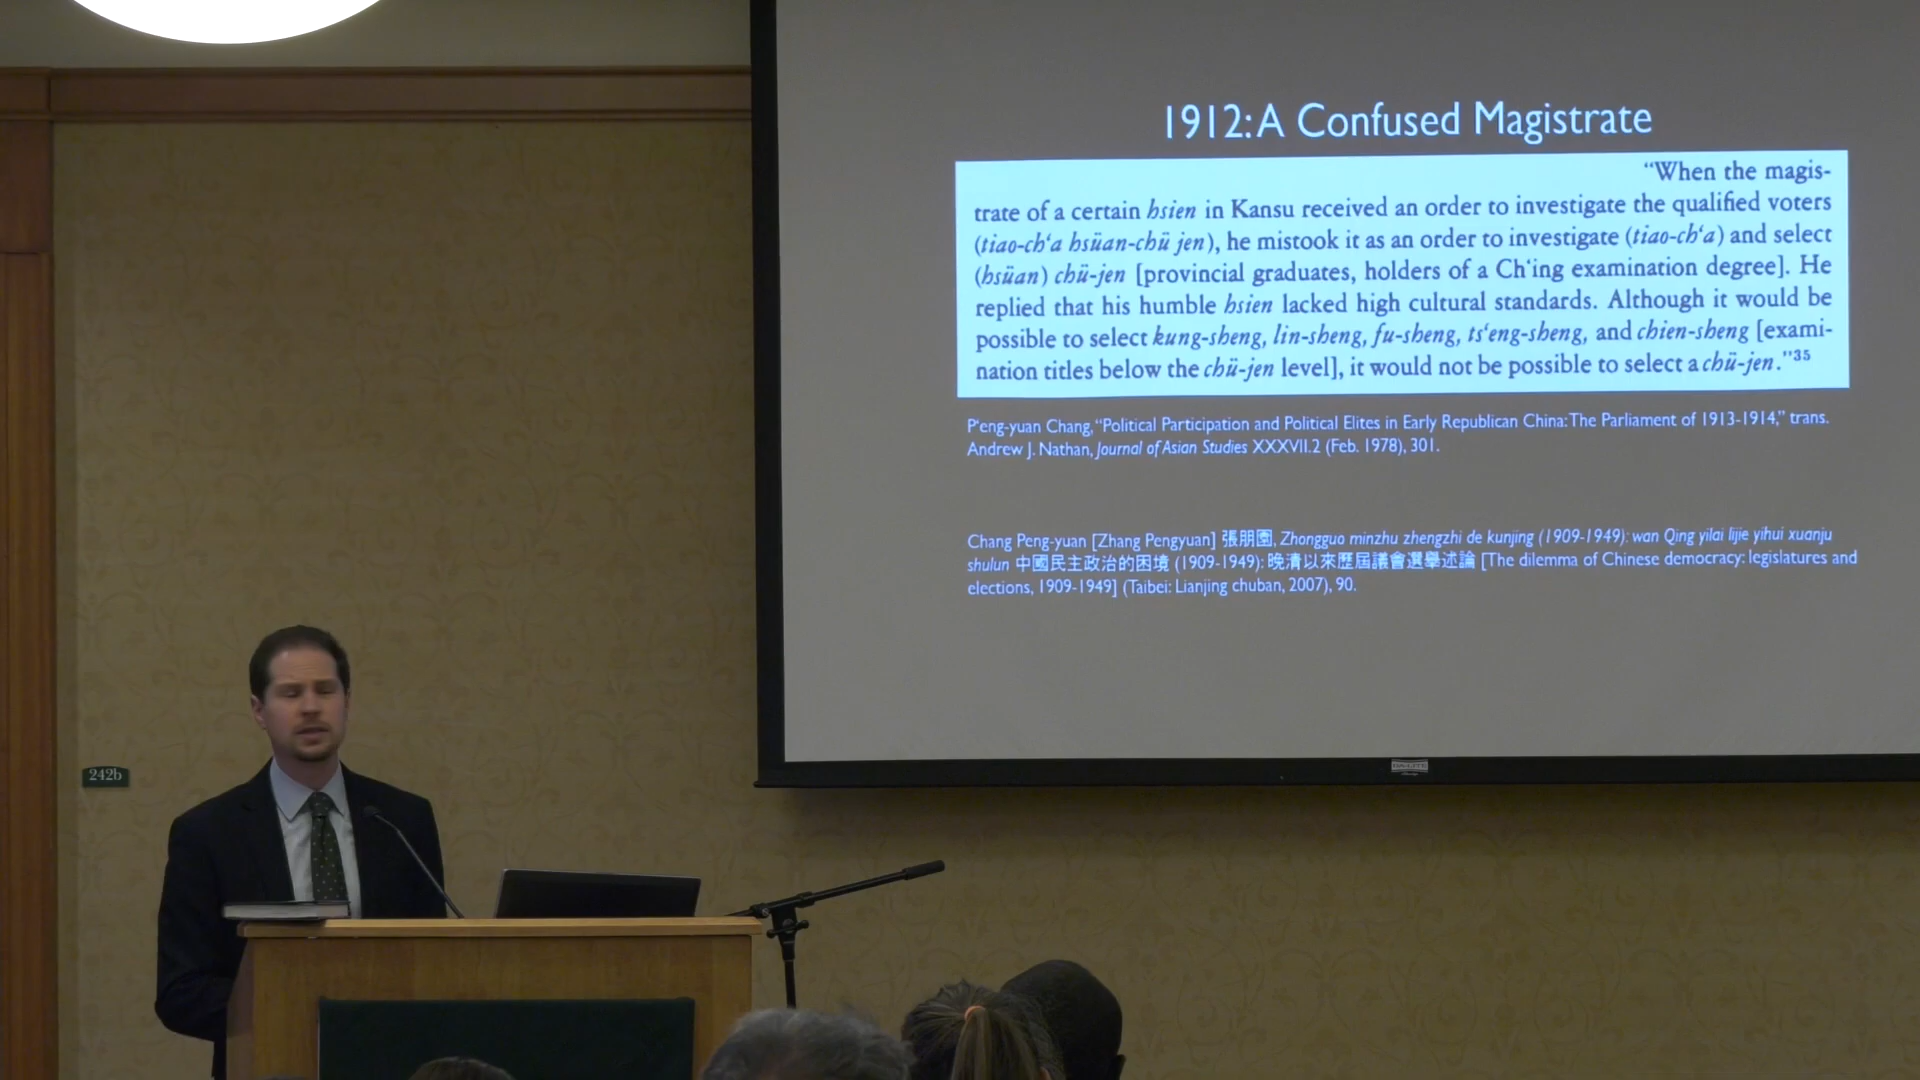 1912: A Confused Magistrate
“When the magis-
trate of a certain hsien in Kansu received an order to investigate the qualified voters
(tiao-ch‘a hsüan-chü jen), he mistook it as an order to investigate (tiao-ch‘a) and select
(hsüan) chü-jen [provincial graduates, holders of a Ch‘ing examination degree]. He
replied that his humble hsien lacked high cultural standards. Although it would be
possible to select kung-sheng, lin-sheng, fu-sheng, ts‘eng-sheng, and chien-sheng [exami-
nation titles below the chü-jen level], it would not be possible to select a chü-jen.”35
P‘eng-yuan Chang, “Political Participation and Political Elites in Early Republican China: The Parliament of 1913-1914,” trans.
Andrew J. Nathan, Journal of Asian Studies XXXVII.2 (Feb. 1978), 301.
Chang Peng-yuan [Zhang Pengyuan] 張朋園, Zhongguo minzhu zhengzhi de kunjing (1909-1949): wan Qing yilai lijie yihui xuanju
shulun 中國民主政治的困境 (1909-1949): 晚清以來歷屆議會選舉述論 [The dilemma of Chinese democracy: legislatures and
elections, 1909-1949] (Taibei: Lianjing chuban, 2007), 90.
242b
DA-LITE